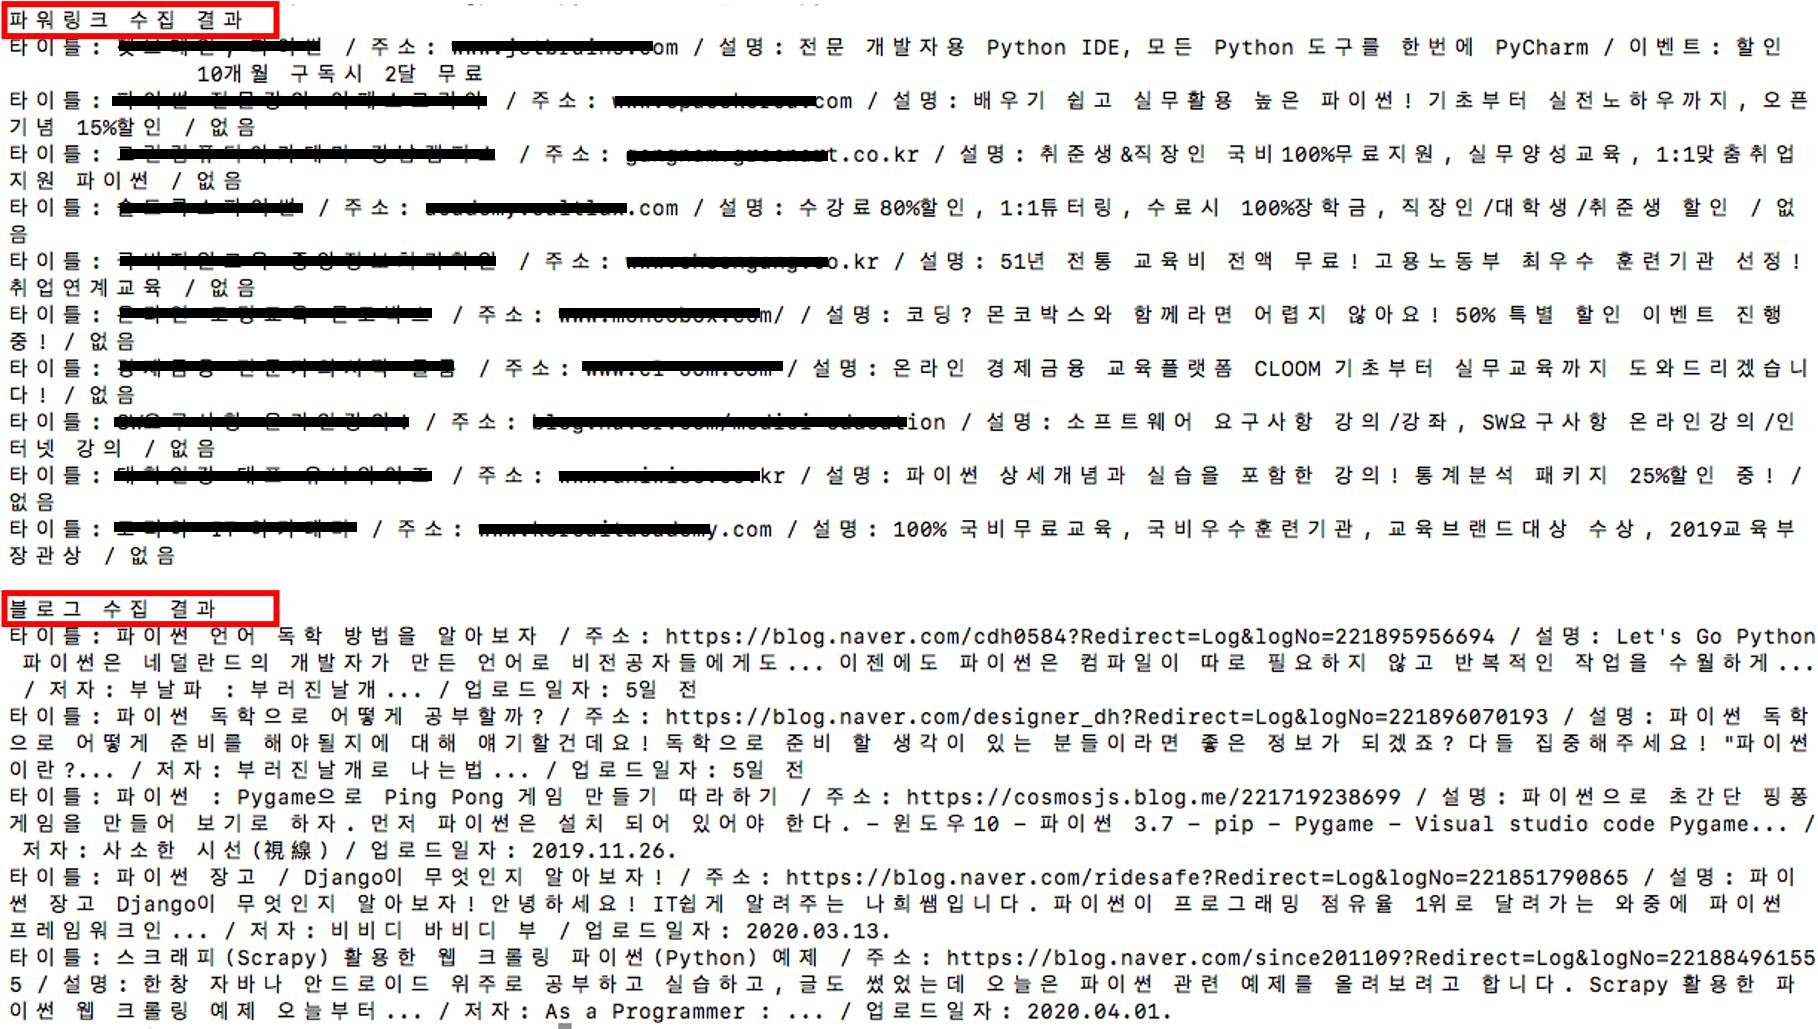 파워링크 수집 결과
타이틀: / 주소: om / 설명: 전문 개발자용 Python IDE, 모든 Python 도구를 한번에 PyCharm / 이벤트: 할인
10개월 구독시 2달 무료
타이틀: / 주소: com / 설명: 배우기 쉽고 실무활용 높은 파이썬! 기초부터 실전노하우까지, 오픈
기념 15%할인 / 없음
타이틀: / 주소: t.co.kr / 설명: 취준생&직장인 국비100%무료지원, 실무양성교육, 1:1맞춤취업
지원 파이썬 / 없음
타이틀: / 주소: .com / 설명: 수강료80%할인, 1:1튜터링, 수료시 100%장학금, 직장인/대학생/취준생 할인 / 없
음
타이틀: / 주소: o.kr / 설명: 51년 전통 교육비 전액 무료! 고용노동부 최우수 훈련기관 선정!
취업연계교육 / 없음
타이틀: / 주소: m/ / 설명: 코딩? 몬코박스와 함께라면 어렵지 않아요! 50% 특별 할인 이벤트 진행
중! / 없음
타이틀: / 주소: / 설명: 온라인 경제금융 교육플랫폼 CLOOM 기초부터 실무교육까지 도와드리겠습니
다! / 없음
타이틀: / 주소: ion / 설명: 소프트웨어 요구사항 강의/강좌, SW요구사항 온라인강의/인
터넷 강의 / 없음
타이틀: / 주소: kr / 설명: 파이썬 상세개념과 실습을 포함한 강의! 통계분석 패키지 25%할인 중! /
없음
타이틀: / 주소: y.com / 설명: 100% 국비무료교육, 국비우수훈련기관, 교육브랜드대상 수상, 2019교육부
장관상 / 없음
블로그 수집 결과
타이틀: 파이썬 언어 독학 방법을 알아보자 / 주소: https://blog.naver.com/cdh0584?Redirect=Log&logNo=221895956694 / 설명: Let's Go Python
파이썬은 네덜란드의 개발자가 만든 언어로 비전공자들에게도... 이젠에도 파이썬은 컴파일이 따로 필요하지 않고 반복적인 작업을 수월하게...
/ 저자: 부날파 : 부러진날개... / 업로드일자: 5일 전
타이틀: 파이썬 독학으로 어떻게 공부할까? / 주소: https://blog.naver.com/designer_dh?Redirect=Log&logNo=221896070193 / 설명: 파이썬 독학
으로 어떻게 준비를 해야될지에 대해 얘기할건데요! 독학으로 준비 할 생각이 있는 분들이라면 좋은 정보가 되겠죠? 다들 집중해주세요! "파이썬
이란?... / 저자: 부러진날개로 나는법... / 업로드일자: 5일 전
타이틀: 파이썬 : Pygame으로 Ping Pong 게임 만들기 따라하기 / 주소: https://cosmosjs.blog.me/221719238699 / 설명: 파이썬으로 초간단 핑퐁
게임을 만들어 보기로 하자. 먼저 파이썬은 설치 되어 있어야 한다. – 윈도우10 – 파이썬 3.7 – pip – Pygame – Visual studio code Pygame... /
저자: 사소한 시선(視線) / 업로드일자: 2019.11.26.
타이틀: 파이썬 장고 / Django이 무엇인지 알아보자! / 주소: https://blog.naver.com/ridesafe?Redirect=Log&logNo=221851790865 / 설명: 파이
썬 장고 Django이 무엇인지 알아보자! 안녕하세요! IT쉽게 알려주는 나희쌤입니다. 파이썬이 프로그래밍 점유율 1위로 달려가는 와중에 파이썬
프레임워크인... / 저자: 비비디 바비디 부 / 업로드일자: 2020.03.13.
타이틀: 스크래피(Scrapy) 활용한 웹 크롤링 파이썬(Python) 예제 / 주소: https://blog.naver.com/since201109?Redirect=Log&logNo=22188496155
5 / 설명: 한창 자바나 안드로이드 위주로 공부하고 실습하고, 글도 썼었는데 오늘은 파이썬 관련 예제를 올려보려고 합니다. Scrapy 활용한 파
이썬 웹 크롤링 예제 오늘부터... / 저자: As a Programmer : ... / 업로드일자: 2020.04.01.